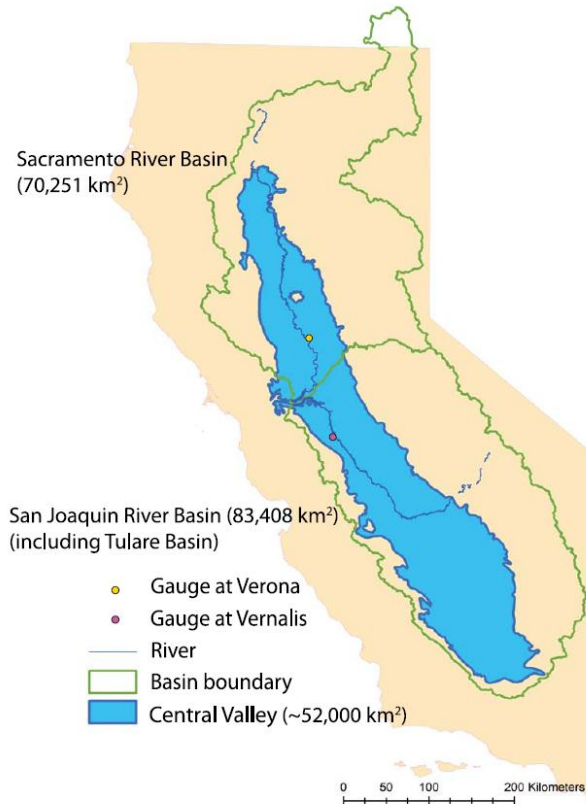 Sacramento River Basin
(70,251 km²)
San Joaquin River Basin (83,408 km²)
(including Tulare Basin)
Gauge at Verona
Gauge at Vernalis
River
Basin boundary
Central Valley (~52,000 km²)
0 50 100 200 Kilometers